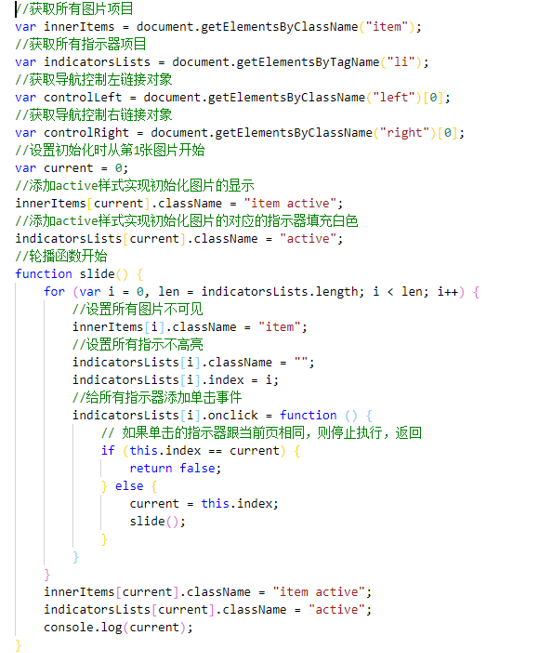 //获取所有图片项目
var innerItems = document.getElementsByClassName("item");
//获取所有指示器项目
var indicatorsLists = document.getElementsByTagName("li");
//获取导航控制左链接对象
var controlLeft = document.getElementsByClassName("left")[0];
//获取导航控制右链接对象
var controlRight = document.getElementsByClassName("right")[0];
//设置初始化时从第1张图片开始
var current = 0;
//添加active样式实现初始化图片的显示
innerItems[current].className = "item active";
//添加active样式实现初始化图片的对应的指示器填充白色
indicatorsLists[current].className = "active";
//轮播函数开始
function slide() {
    for (var i = 0, len = indicatorsLists.length; i < len; i++) {
        //设置所有图片不可见
        innerItems[i].className = "item";
        //设置所有指示不高亮
        indicatorsLists[i].className = "";
        indicatorsLists[i].index = i;
        //给所有指示器添加单击事件
        indicatorsLists[i].onclick = function () {
            // 如果单击的指示器跟当前页相同，则停止执行，返回
            if (this.index == current) {
                return false;
            } else {
                current = this.index;
                slide();
            }
        }
    }
    innerItems[current].className = "item active";
    indicatorsLists[current].className = "active";
    console.log(current);
}